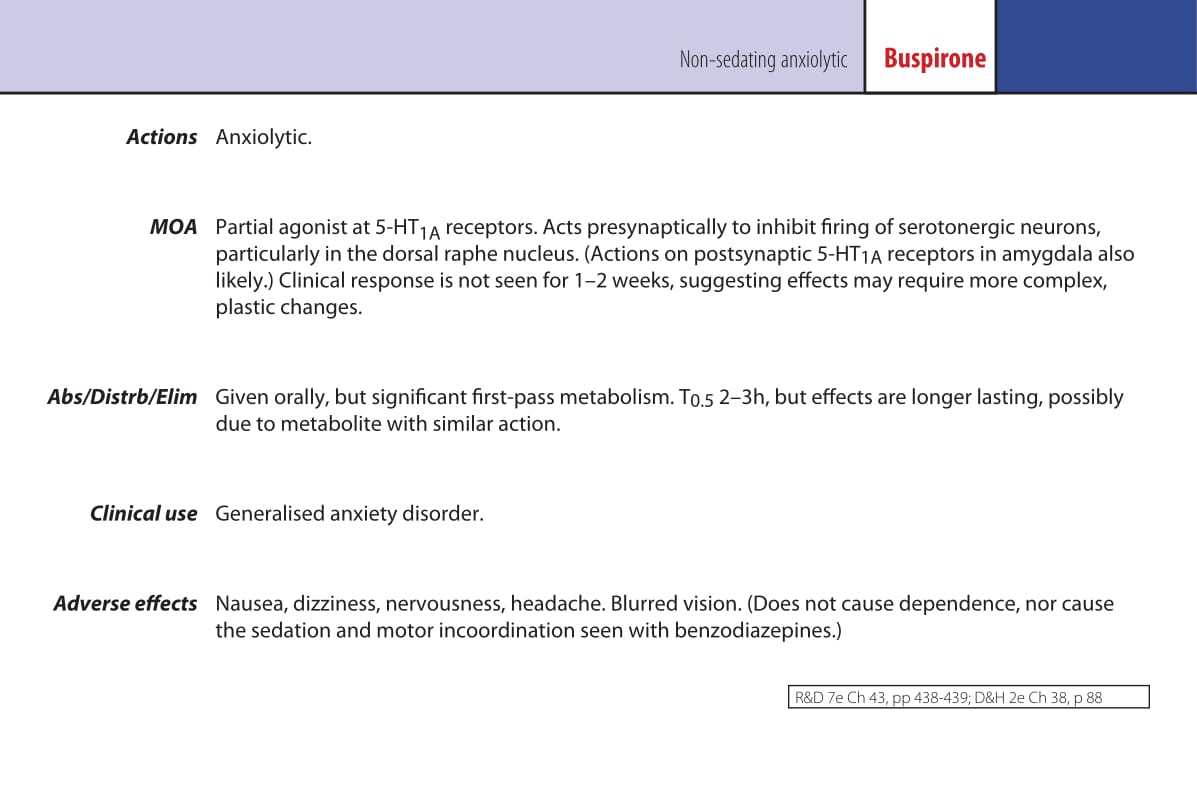 Non-sedating anxiolytic Buspirone
Actions Anxiolytic.
MOA Partial agonist at 5-HT1A receptors. Acts presynaptically to inhibit firing of serotonergic neurons,
particularly in the dorsal raphe nucleus. (Actions on postsynaptic 5-HT1A receptors in amygdala also
likely.) Clinical response is not seen for 1–2 weeks, suggesting effects may require more complex,
plastic changes.
Abs/Distrb/Elim Given orally, but significant first-pass metabolism. T0.5 2–3h, but effects are longer lasting, possibly
due to metabolite with similar action.
Clinical use Generalised anxiety disorder.
Adverse effects Nausea, dizziness, nervousness, headache. Blurred vision. (Does not cause dependence, nor cause
the sedation and motor incoordination seen with benzodiazepines.)
R&D 7e Ch 43, pp 438-439; D&H 2e Ch 38, p 88